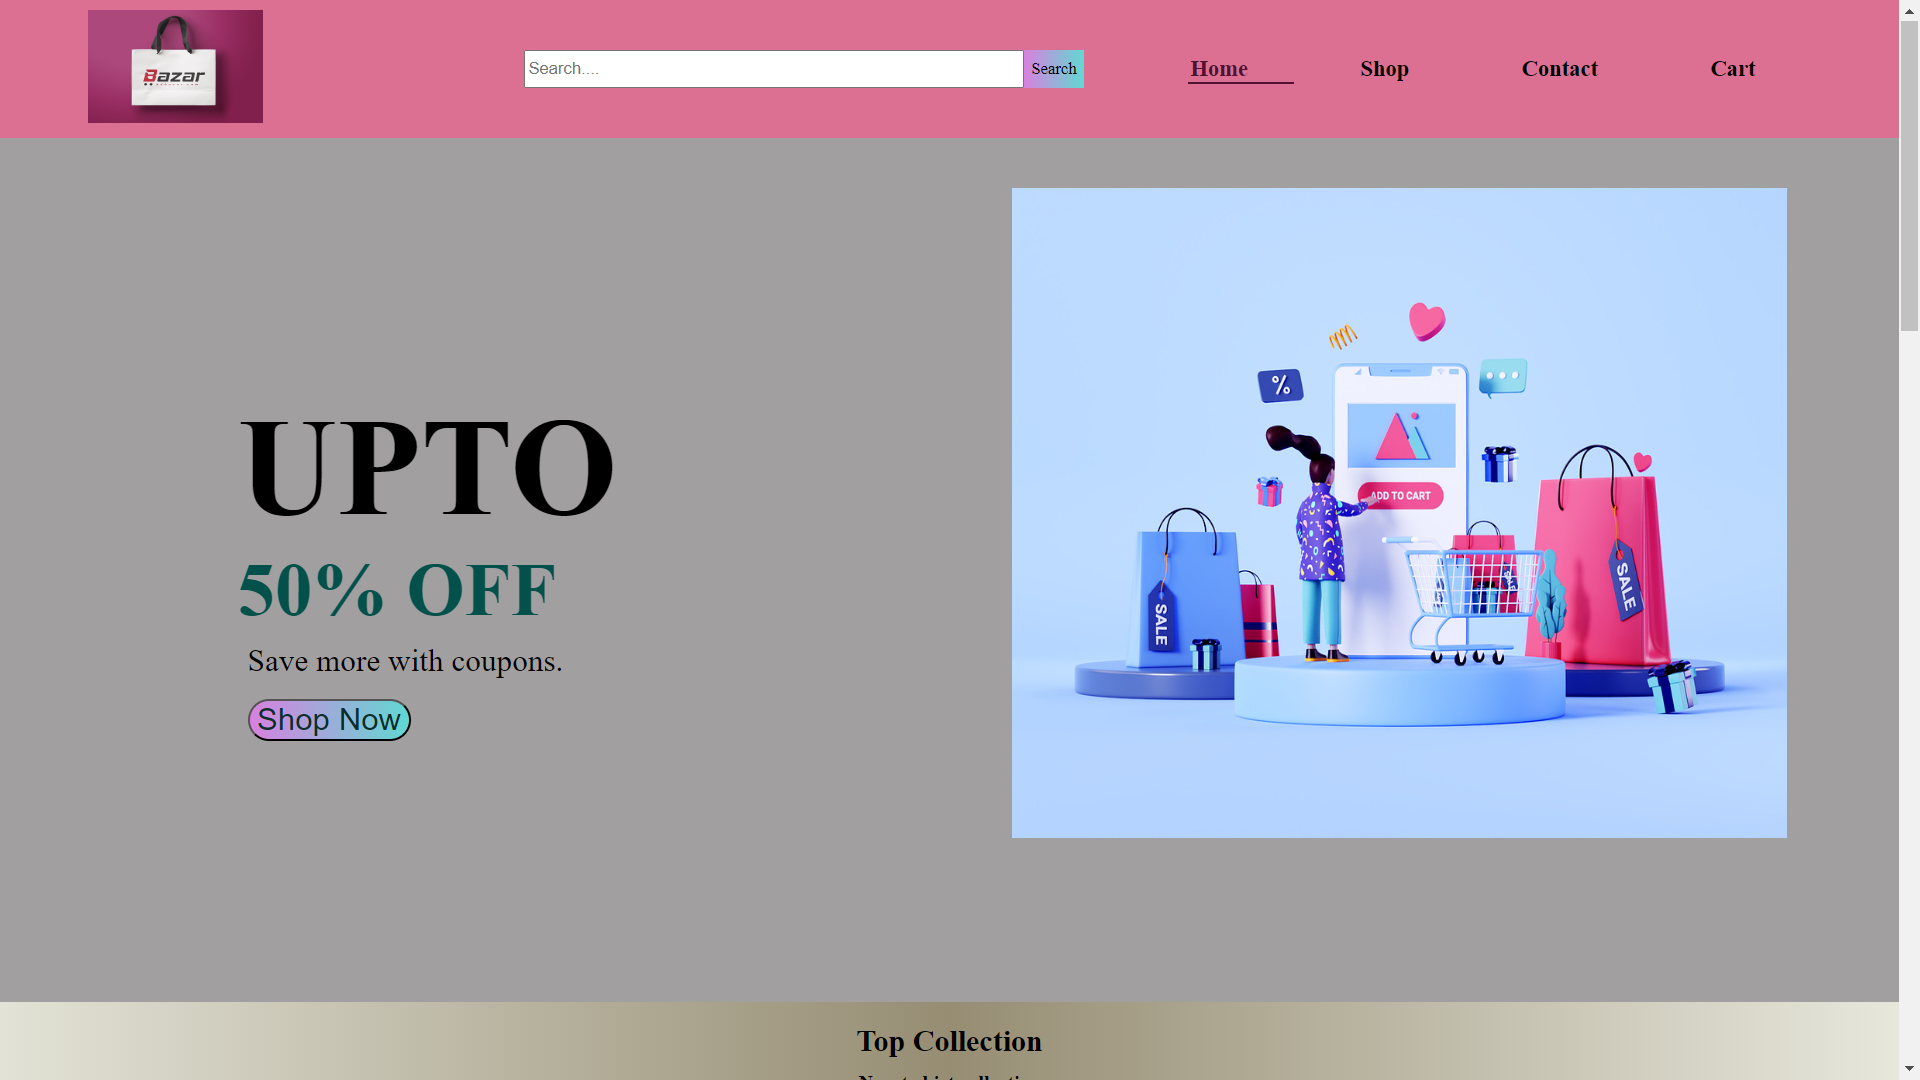 Bazar
Search....
Search
Home
Shop
Contact
Cart
UPTO
50% OFF
Save more with coupons.
Shop Now
%
ADD TO CART
SALE
SALE
Top Collection